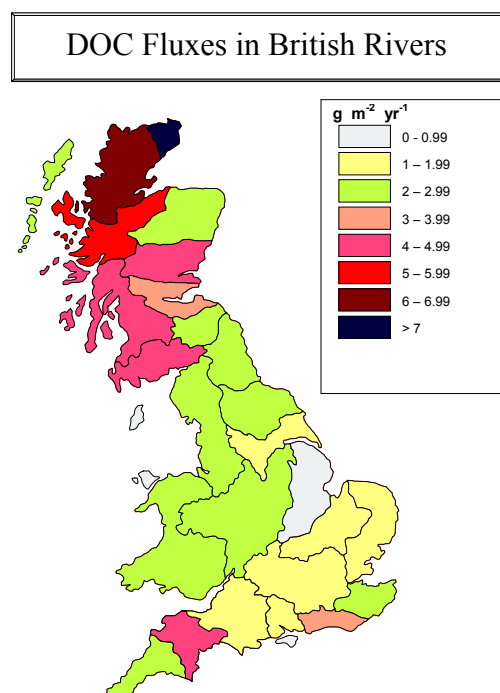 DOC Fluxes in British Rivers
g m-2 yr-1
0 - 0.99
1 – 1.99
2 – 2.99
3 – 3.99
4 – 4.99
5 – 5.99
6 – 6.99
> 7